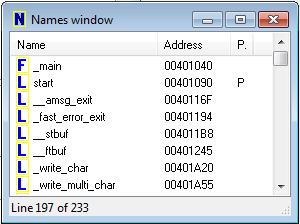 N Names window
Name Address P.
F _main 00401040
L start 00401090 P
L __amsg_exit 0040116F
L _fast_error_exit 00401194
L __stbuf 004011B8
L __ftbuf 00401245
L _write_char 00401A20
L _write_multi_char 00401A55
Line 197 of 233